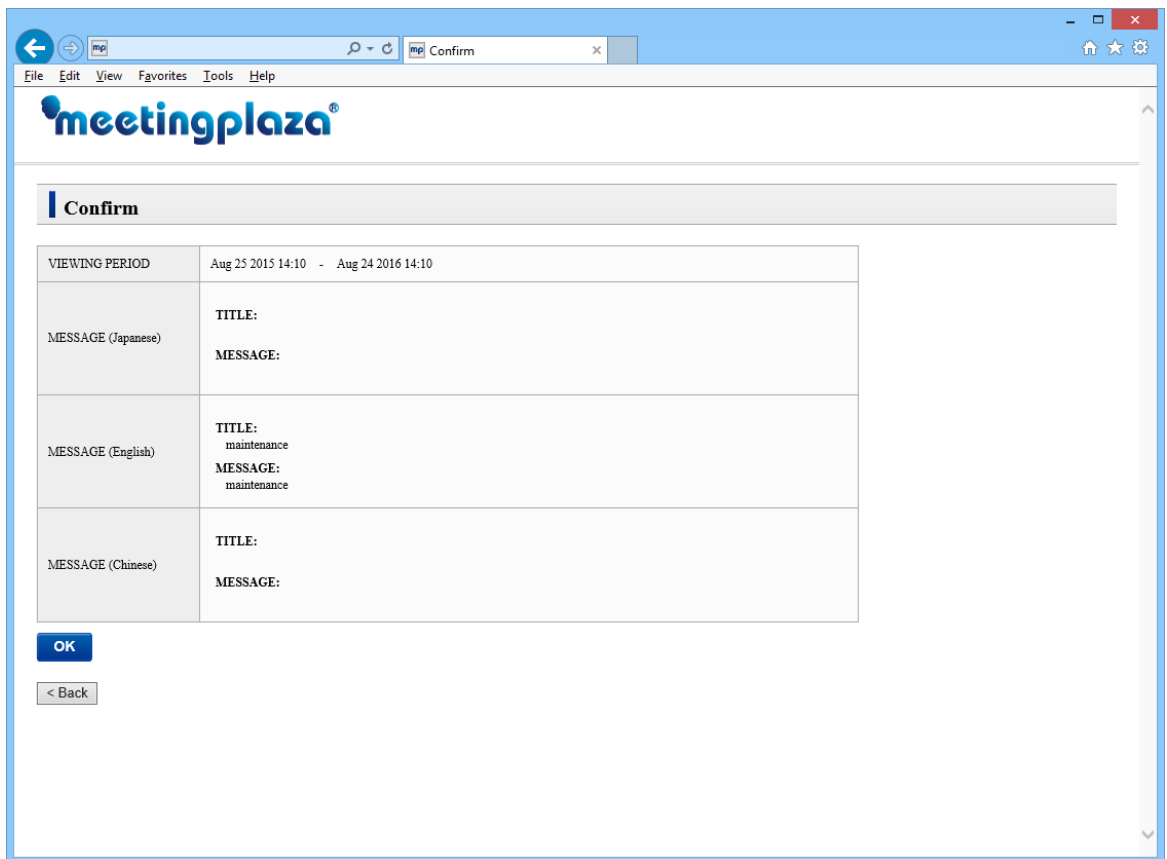 mp
mp Confirm
File Edit View Favorites Tools Help
meetingplaza®
Confirm
VIEWING PERIOD
Aug 25 2015 14:10 - Aug 24 2016 14:10
MESSAGE (Japanese)
TITLE:
MESSAGE:
MESSAGE (English)
TITLE:
maintenance
MESSAGE:
maintenance
MESSAGE (Chinese)
TITLE:
MESSAGE:
OK
< Back